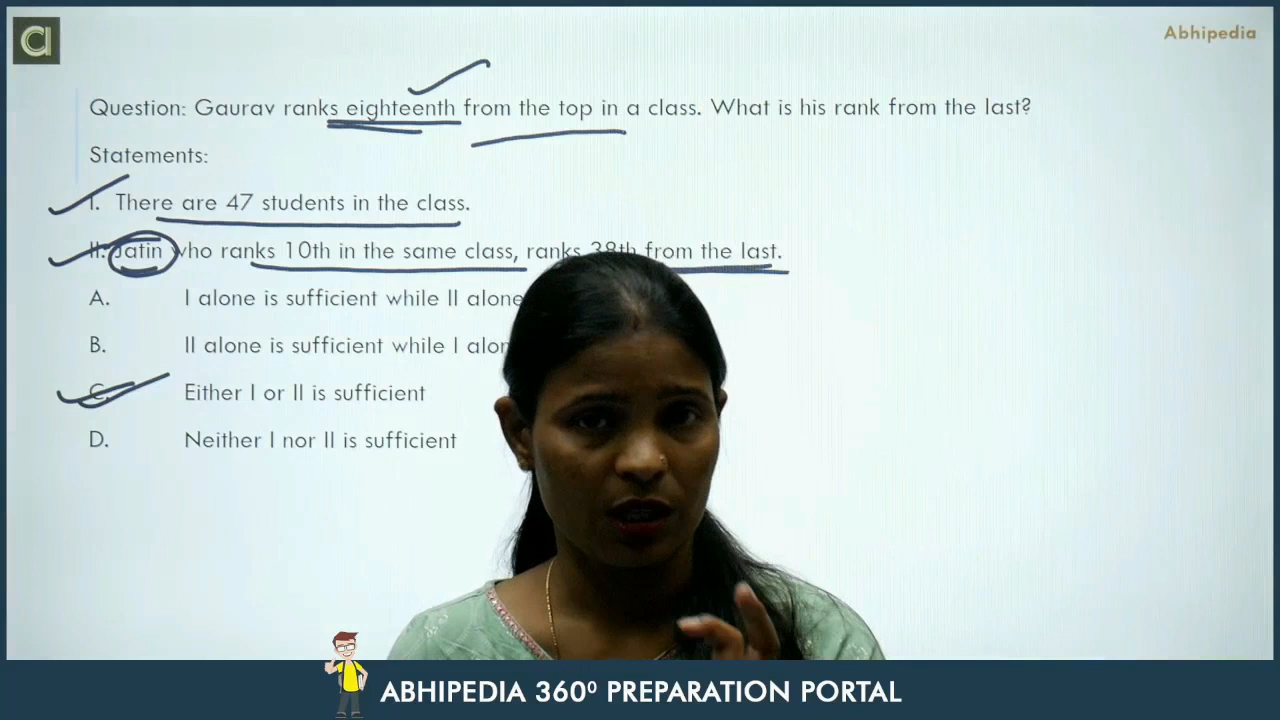 Abhipedia
Question: Gaurav ranks eighteenth from the top in a class. What is his rank from the last?
Statements:
I. There are 47 students in the class.
II. Jatin who ranks 10th in the same class, ranks 38th from the last.
A. I alone is sufficient while II alone
B. II alone is sufficient while I
C. Either I or II is sufficient
D. Neither I nor II is sufficient
ABHIPEDIA 360⁰ PREPARATION PORTAL